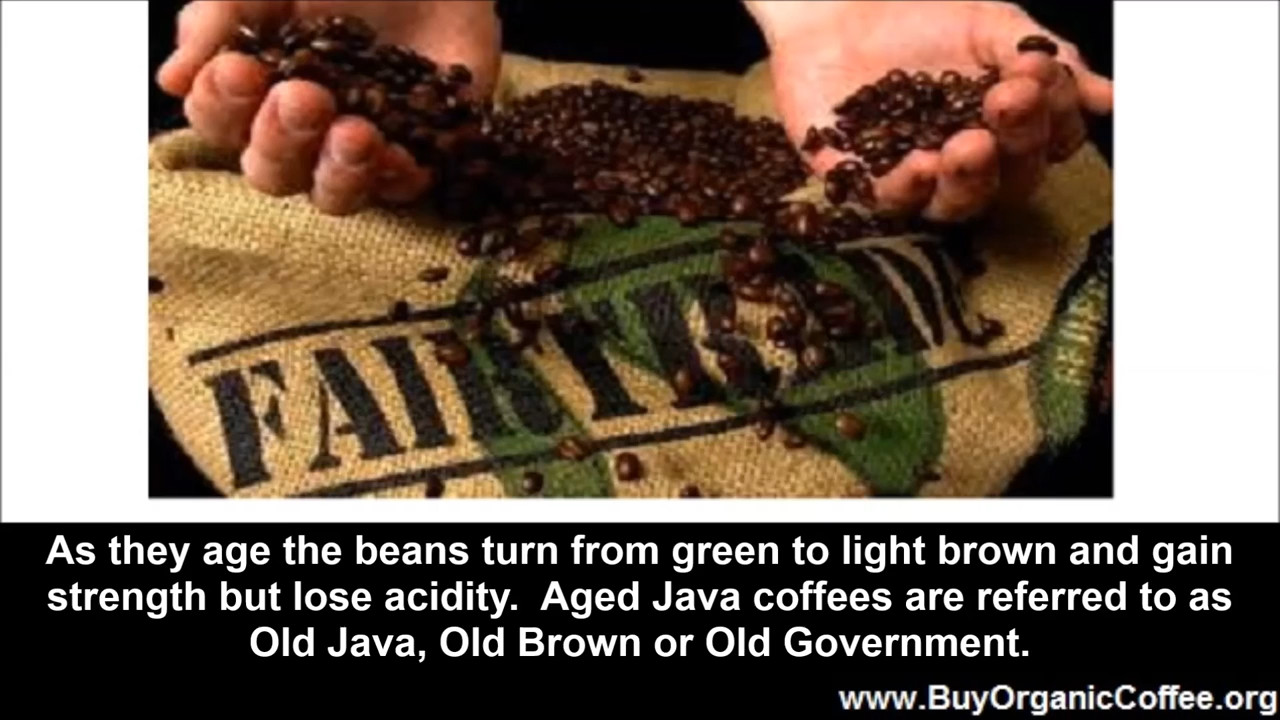 FAIR
As they age the beans turn from green to light brown and gain
strength but lose acidity.  Aged Java coffees are referred to as
Old Java, Old Brown or Old Government.
www.BuyOrganicCoffee.org